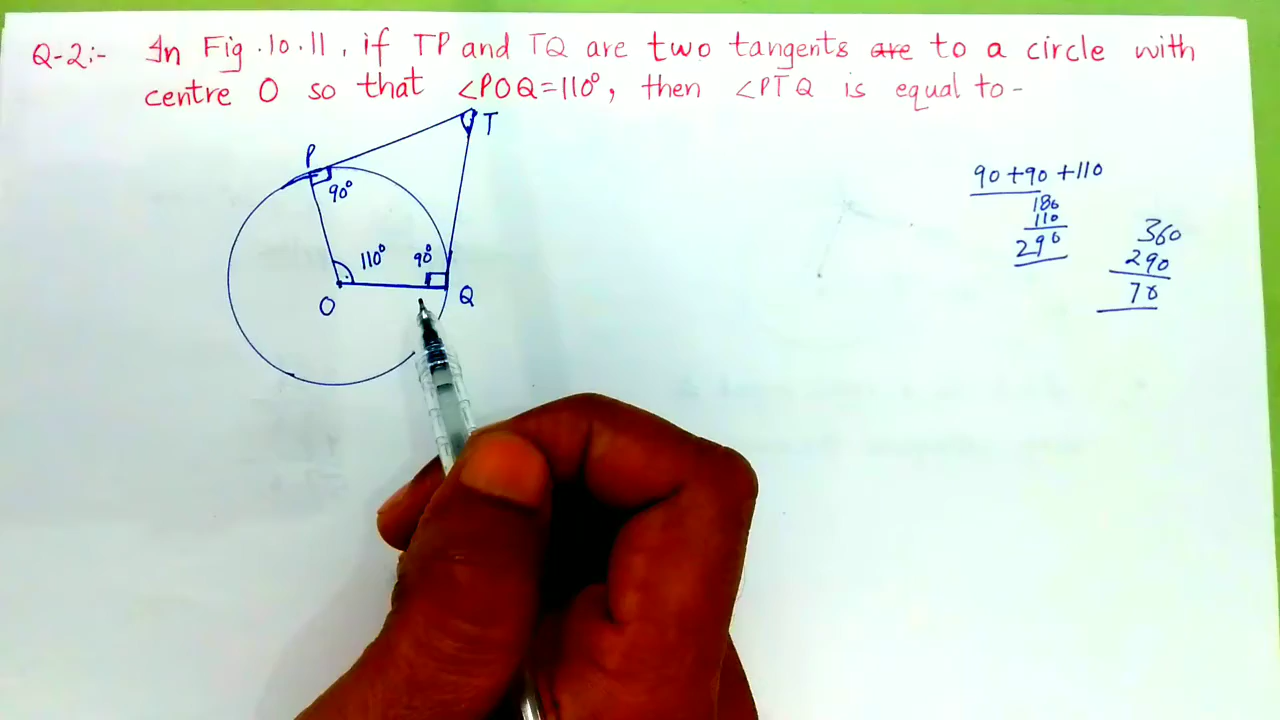 Q-2:- In Fig.10.11, if TP and TQ are two tangents are to a circle with
centre O so that ∠POQ=110°, then ∠PTQ is equal to -
T
P
90°
110°
90°
O
Q
90+90+110
180
110
290
360
290
70